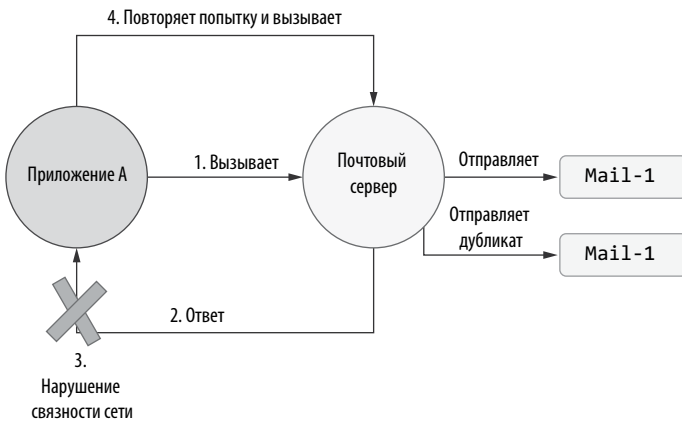 4. Повторяет попытку и вызывает
Приложение А
1. Вызывает
Почтовый
сервер
Отправляет
Mail-1
Отправляет
дубликат
Mail-1
2. Ответ
3.
Нарушение
связности сети